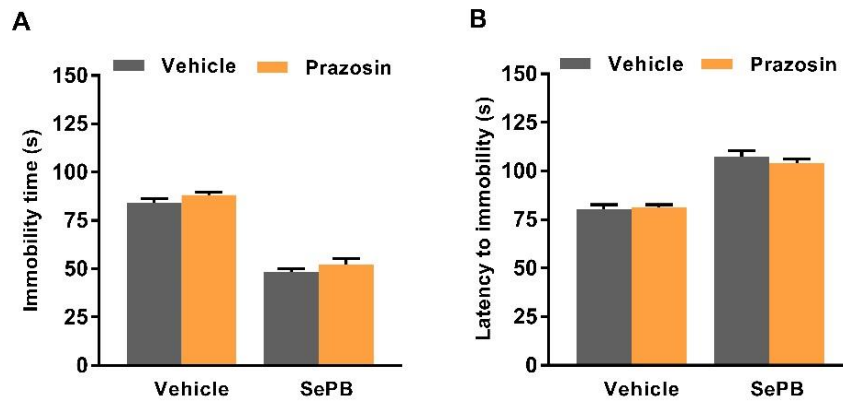 A
Vehicle Prazosin
Immobility time (s)
150
125
100
75
50
25
0
Vehicle SePB
B
Vehicle Prazosin
Latency to immobility (s)
150
125
100
75
50
25
0
Vehicle SePB